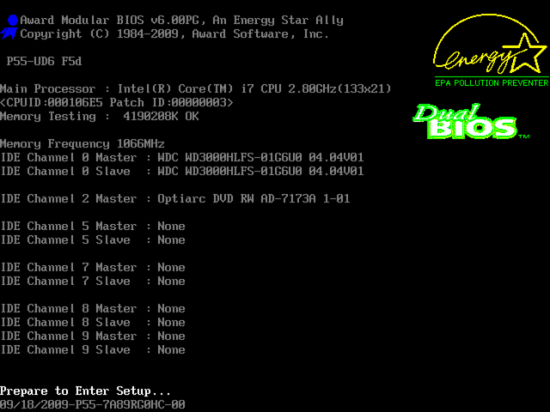 Award Modular BIOS v6.00PG, An Energy Star Ally
Copyright (C) 1984-2009, Award Software, Inc.
P55-UD6 F5d
energy
EPA POLLUTION PREVENTER
Main Processor : Intel(R) Core(TM) i7 CPU 2.80GHz(133x21)
<CPUID:000106E5 Patch ID:00000003>
Memory Testing : 4190208K OK
Dual
BIOS™
Memory Frequency 1066MHz
IDE Channel 0 Master : WDC WD3000HLFS-01G6U0 04.04V01
IDE Channel 0 Slave : WDC WD3000HLFS-01G6U0 04.04V01
IDE Channel 2 Master : Optiarc DVD RW AD-7173A 1-01
IDE Channel 5 Master : None
IDE Channel 5 Slave : None
IDE Channel 7 Master : None
IDE Channel 7 Slave : None
IDE Channel 8 Master : None
IDE Channel 8 Slave : None
IDE Channel 9 Master : None
IDE Channel 9 Slave : None
Prepare to Enter Setup...
09/18/2009-P55-7A89RG0HC-00